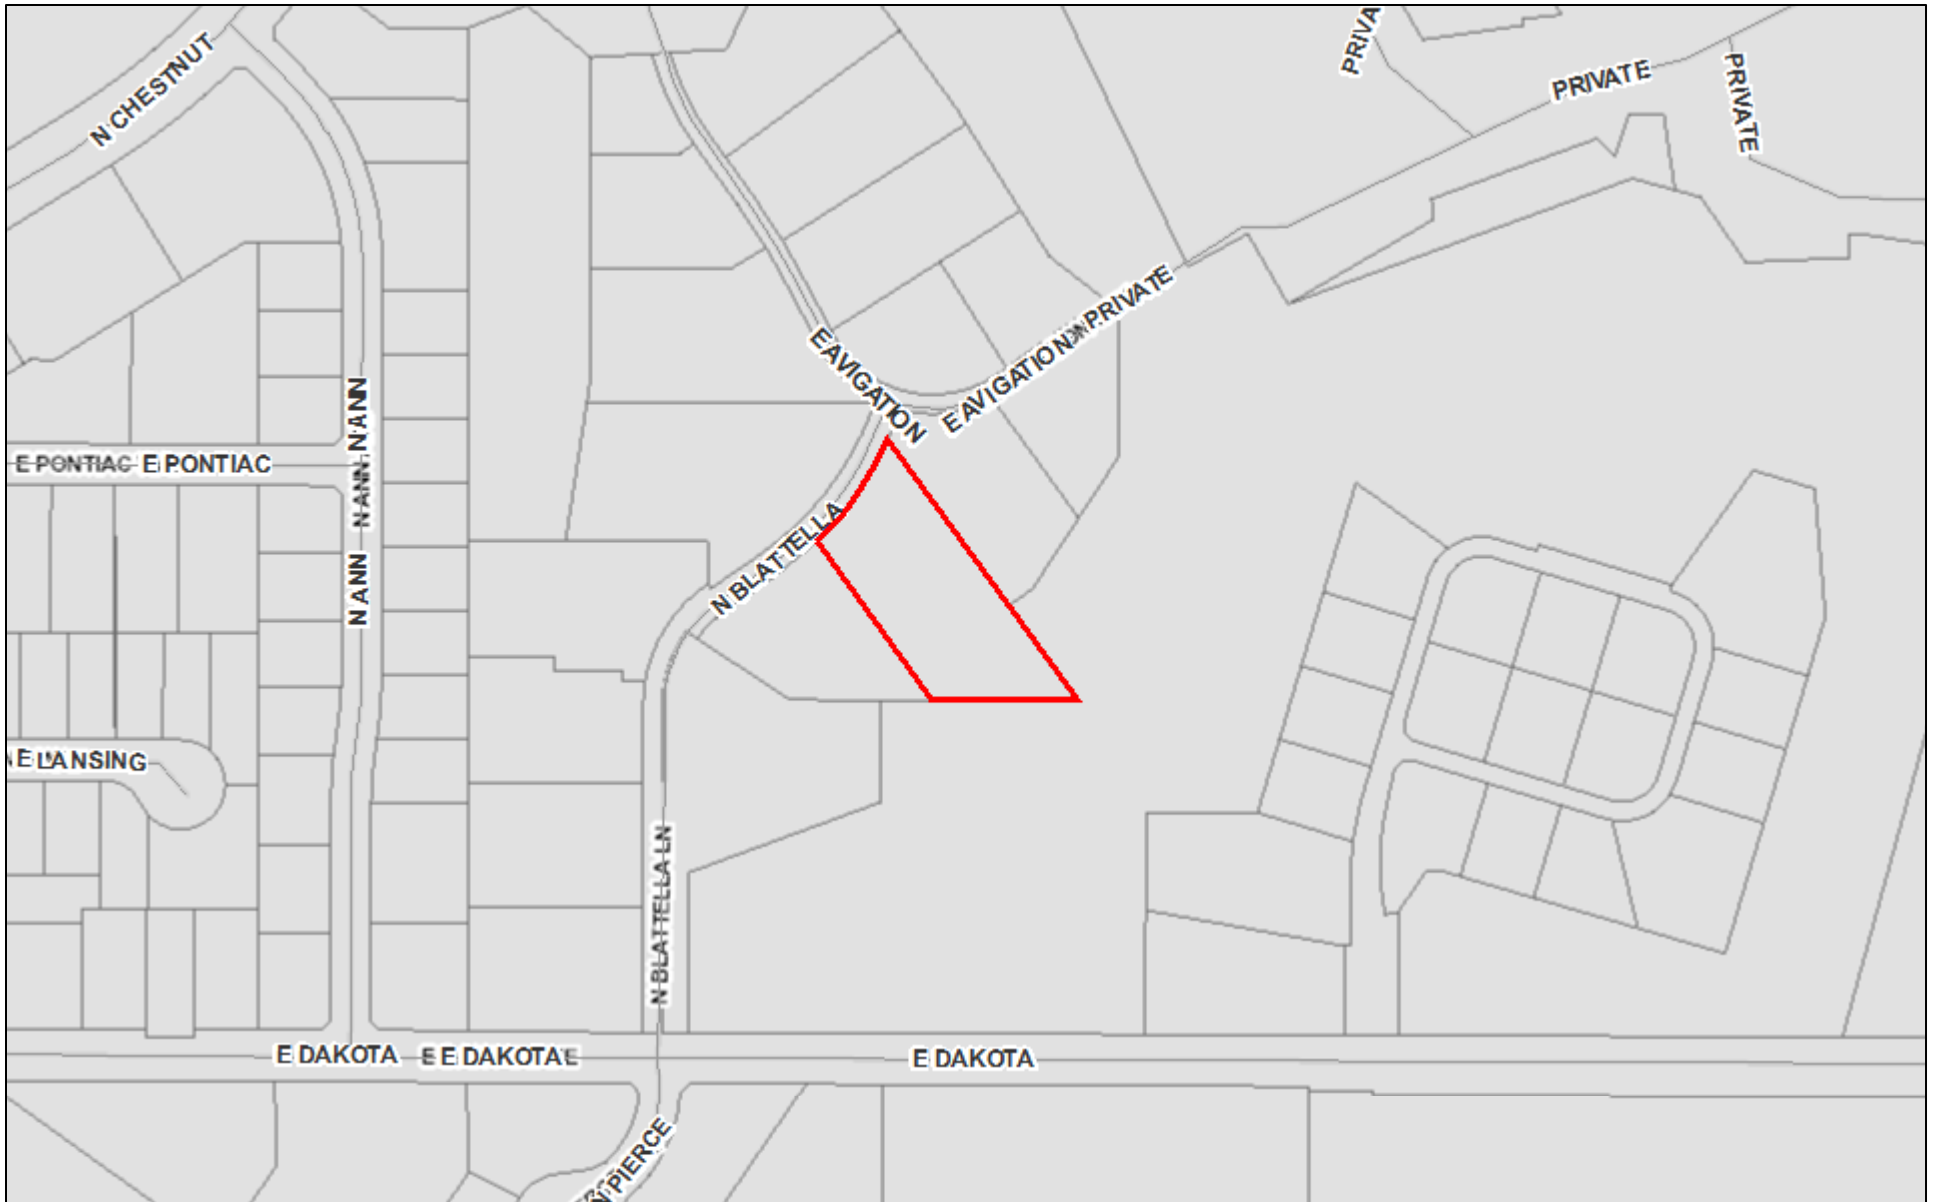 N CHESTNUT
PRIVA
PRIVATE
PRIVATE
PRIVATE
E AVIGATION
E AVIGATION
N ANN
N ANN
N ANN
E PONTIAC
E PONTIAC
N BLATTELLA
E LANSING
N BLATTELLA LN
E DAKOTA
E DAKOTA
E DAKOTA
N PIERCE